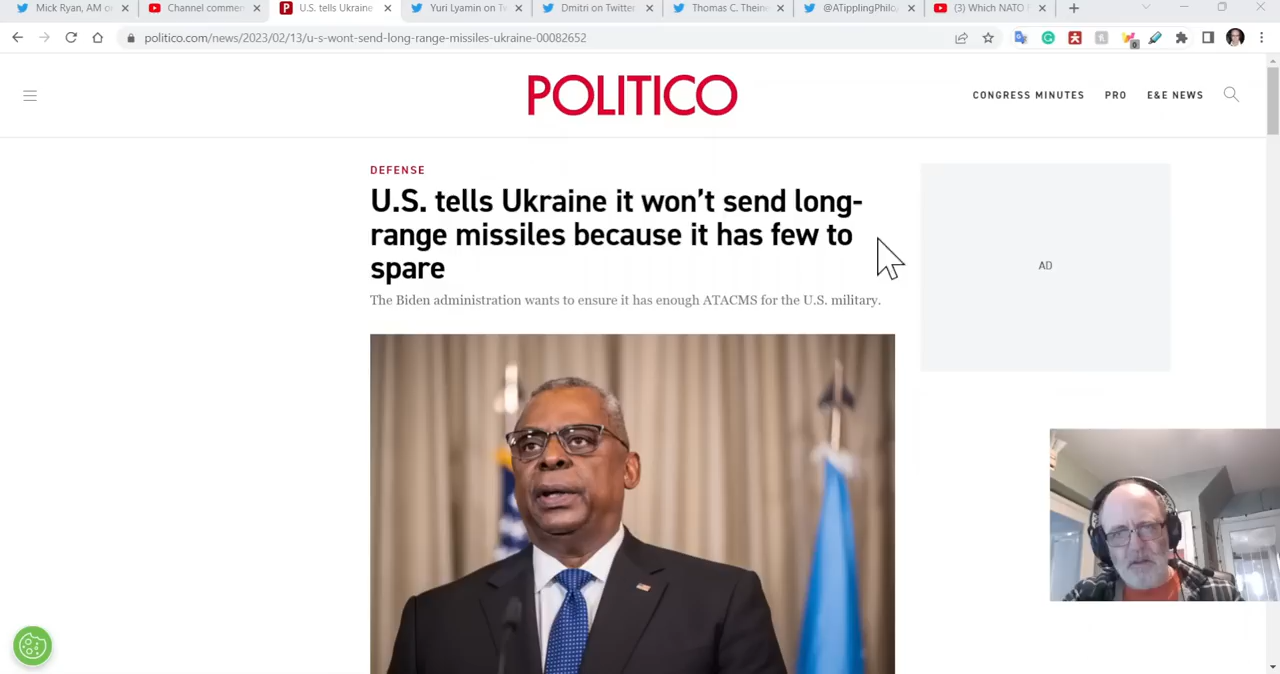 Mick Ryan, AM o
Channel commen
U.S. tells Ukraine
Yuri Lyamin on Tw
Dmitri on Twitter
Thomas C. Theine
@ATipplingPhilo
(3) Which NATO
politico.com/news/2023/02/13/u-s-wont-send-long-range-missiles-ukraine-00082652
0
POLITICO
CONGRESS MINUTES
PRO
E&E NEWS
DEFENSE
U.S. tells Ukraine it won’t send long-
range missiles because it has few to
spare
The Biden administration wants to ensure it has enough ATACMS for the U.S. military.
AD